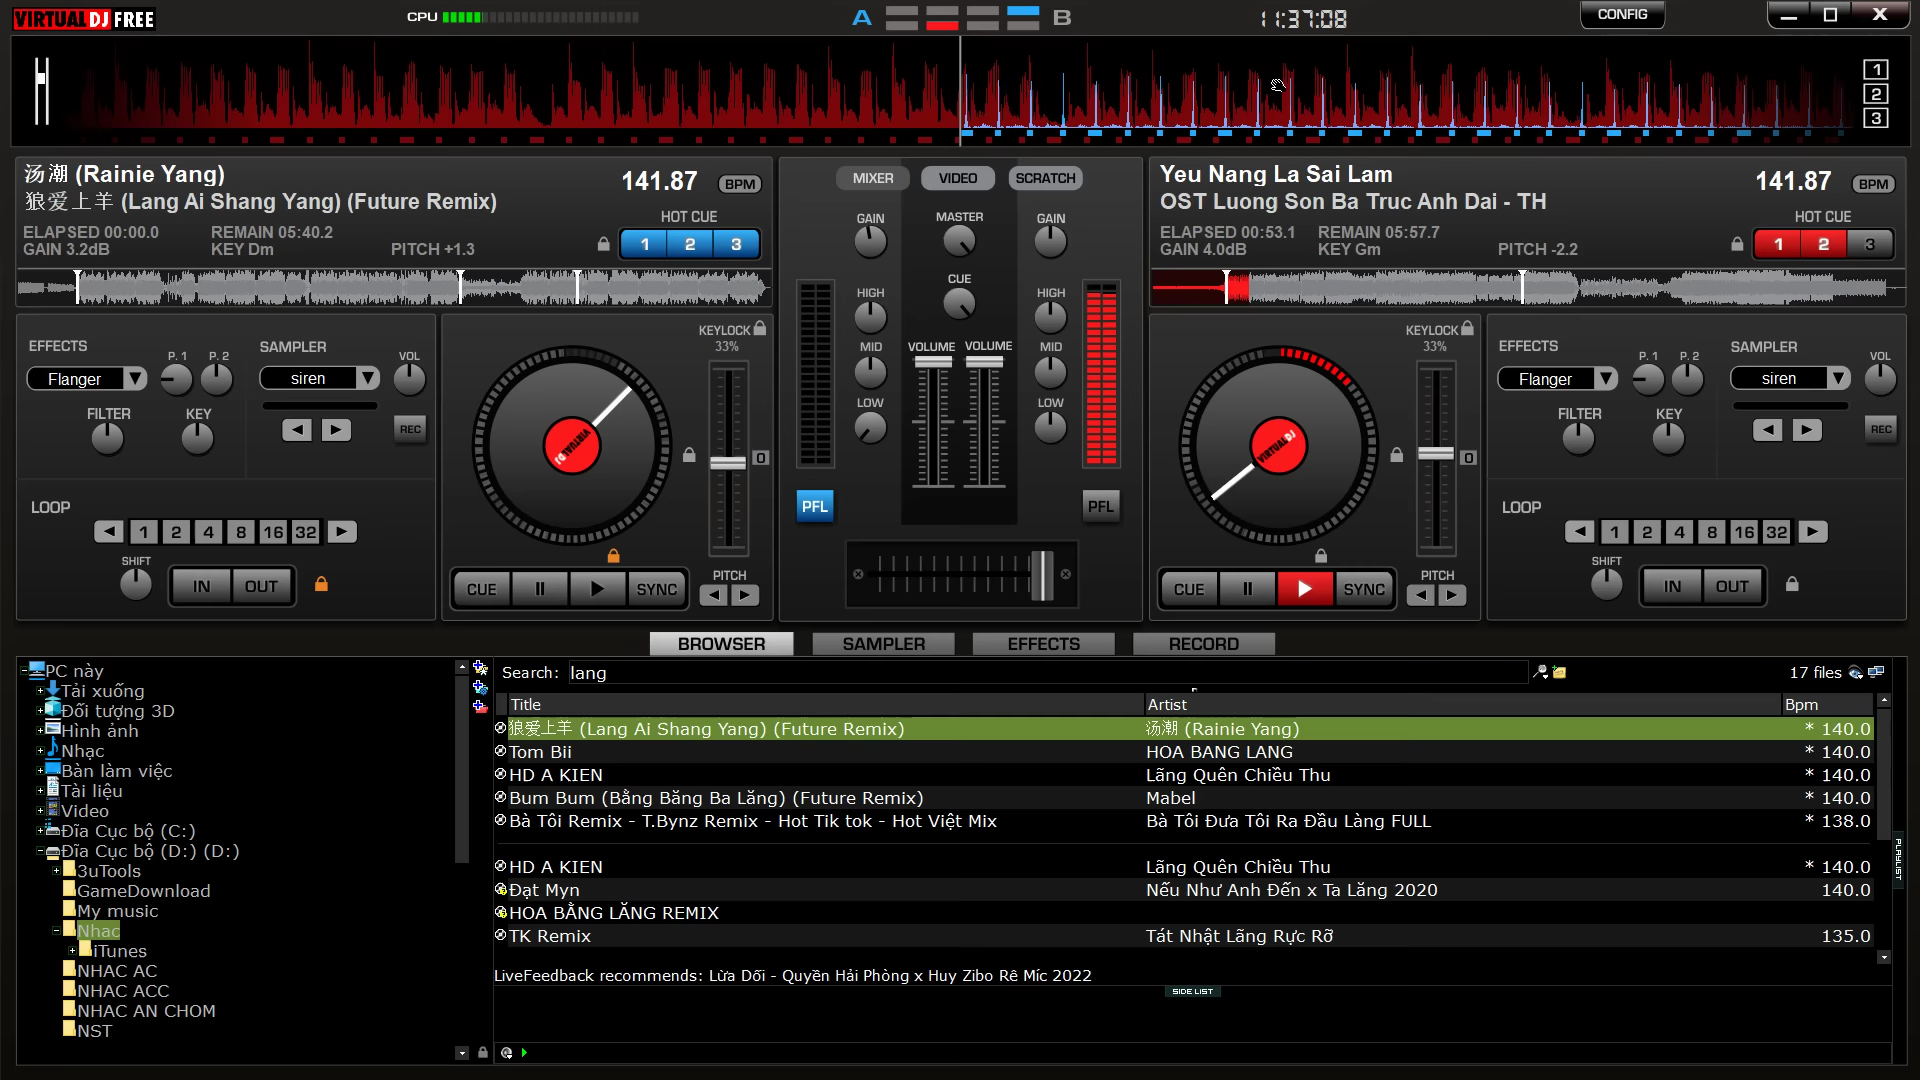 VIRTUAL DJ FREE
CPU
A
B
11:37:08
CONFIG
1
2
3
汤潮 (Rainie Yang)
狼爱上羊 (Lang Ai Shang Yang) (Future Remix)
141.87 BPM
HOT CUE
ELAPSED 00:00.0 REMAIN 05:40.2
GAIN 3.2dB KEY Dm PITCH +1.3
1 2 3
MIXER VIDEO SCRATCH
GAIN MASTER GAIN
CUE
HIGH HIGH
MID VOLUME VOLUME MID
LOW LOW
PFL PFL
Yeu Nang La Sai Lam
OST Luong Son Ba Truc Anh Dai - TH
141.87 BPM
HOT CUE
ELAPSED 00:53.1 REMAIN 05:57.7
GAIN 4.0dB KEY Gm PITCH -2.2
1 2 3
EFFECTS P. 1 P. 2 SAMPLER VOL
Flanger siren
FILTER KEY REC
LOOP
1 2 4 8 16 32
SHIFT IN OUT
KEYLOCK
33%
VIRTUAL DJ
0
CUE SYNC PITCH
KEYLOCK
33%
VIRTUAL DJ
0
CUE SYNC PITCH
EFFECTS P. 1 P. 2 SAMPLER VOL
Flanger siren
FILTER KEY REC
LOOP
1 2 4 8 16 32
SHIFT IN OUT
BROWSER SAMPLER EFFECTS RECORD
PC này
Tải xuống
Đối tượng 3D
Hình ảnh
Nhạc
Bàn làm việc
Tài liệu
Video
Đĩa Cục bộ (C:)
Đĩa Cục bộ (D:) (D:)
3uTools
GameDownload
My music
Nhac
iTunes
NHAC AC
NHAC ACC
NHAC AN CHOM
NST
Search: lang 17 files
Title Artist Bpm
狼爱上羊 (Lang Ai Shang Yang) (Future Remix) 汤潮 (Rainie Yang) * 140.0
Tom Bii HOA BANG LANG * 140.0
HD A KIEN Lãng Quên Chiều Thu * 140.0
Bum Bum (Bằng Băng Ba Lăng) (Future Remix) Mabel * 140.0
Bà Tôi Remix - T.Bynz Remix - Hot Tik tok - Hot Việt Mix Bà Tôi Đưa Tôi Ra Đầu Làng FULL * 138.0
HD A KIEN Lãng Quên Chiều Thu * 140.0
Đạt Myn Nếu Như Anh Đến x Ta Lăng 2020 140.0
HOA BẰNG LĂNG REMIX
TK Remix Tát Nhật Lãng Rực Rỡ 135.0
LiveFeedback recommends: Lừa Dối - Quyền Hải Phòng x Huy Zibo Rê Míc 2022
SIDE LIST
PLAYLIST